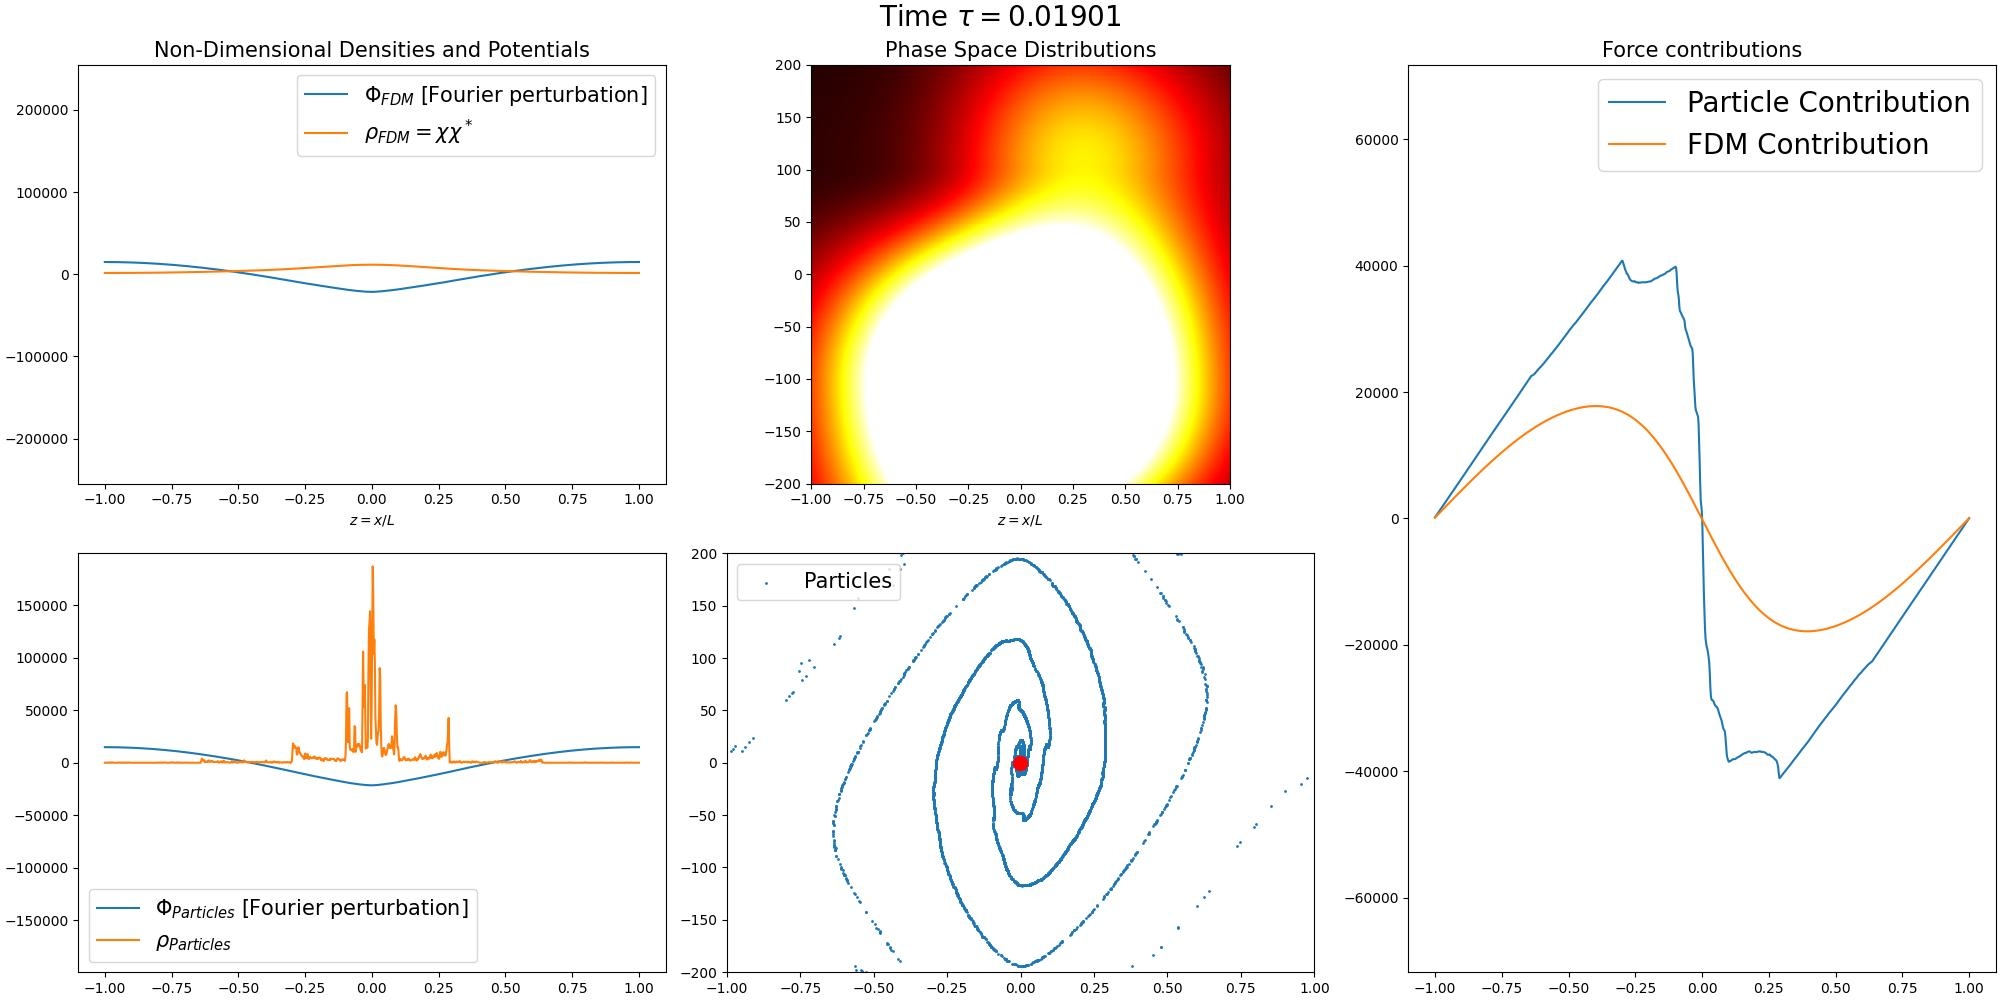 Time τ = 0.01901
Non-Dimensional Densities and Potentials
Φ_FDM [Fourier perturbation]
ρ_FDM = χχ*
200000
100000
0
−100000
−200000
−1.00 −0.75 −0.50 −0.25 0.00 0.25 0.50 0.75 1.00
z = x/L
Phase Space Distributions
200
150
100
50
0
−50
−100
−150
−200
−1.00 −0.75 −0.50 −0.25 0.00 0.25 0.50 0.75 1.00
z = x/L
Force contributions
Particle Contribution
FDM Contribution
60000
40000
20000
0
−20000
−40000
−60000
−1.00 −0.75 −0.50 −0.25 0.00 0.25 0.50 0.75 1.00
150000
100000
50000
0
−50000
−100000
−150000
Φ_Particles [Fourier perturbation]
ρ_Particles
−1.00 −0.75 −0.50 −0.25 0.00 0.25 0.50 0.75 1.00
Particles
200
150
100
50
0
−50
−100
−150
−200
−1.00 −0.75 −0.50 −0.25 0.00 0.25 0.50 0.75 1.00